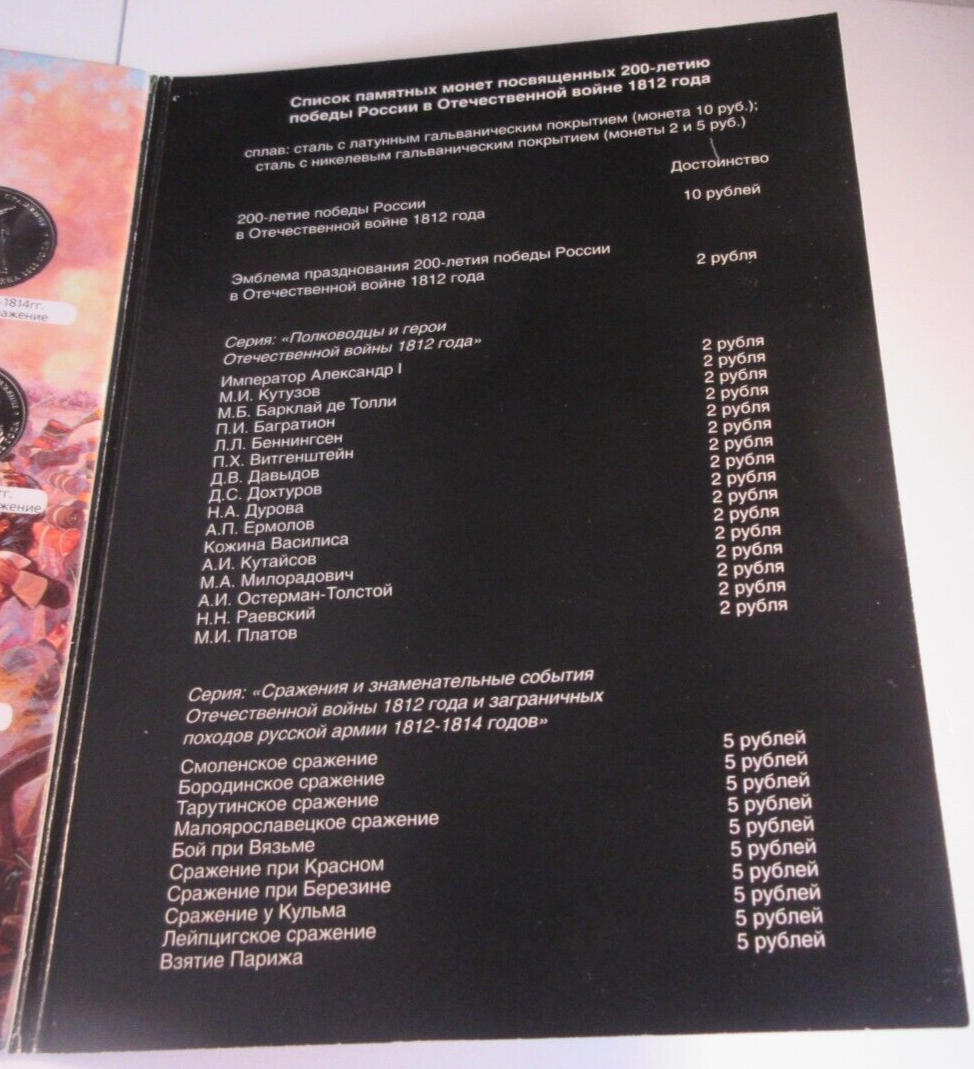 -1814гг.
ажение
гг.
жение
Список памятных монет посвященных 200-летию
победы России в Отечественной войне 1812 года
сплав: сталь с латунным гальваническим покрытием (монета 10 руб.);
сталь с никелевым гальваническим покрытием (монеты 2 и 5 руб.)
Достоинство
200-летие победы России 10 рублей
в Отечественной войне 1812 года
Эмблема празднования 200-летия победы России 2 рубля
в Отечественной войне 1812 года
Серия: «Полководцы и герои
Отечественной войны 1812 года»
Император Александр I 2 рубля
М.И. Кутузов 2 рубля
М.Б. Барклай де Толли 2 рубля
П.И. Багратион 2 рубля
Л.Л. Беннингсен 2 рубля
П.Х. Витгенштейн 2 рубля
Д.В. Давыдов 2 рубля
Д.С. Дохтуров 2 рубля
Н.А. Дурова 2 рубля
А.П. Ермолов 2 рубля
Кожина Василиса 2 рубля
А.И. Кутайсов 2 рубля
М.А. Милорадович 2 рубля
А.И. Остерман-Толстой 2 рубля
Н.Н. Раевский 2 рубля
М.И. Платов 2 рубля
Серия: «Сражения и знаменательные события
Отечественной войны 1812 года и заграничных
походов русской армии 1812-1814 годов»
Смоленское сражение 5 рублей
Бородинское сражение 5 рублей
Тарутинское сражение 5 рублей
Малоярославецкое сражение 5 рублей
Бой при Вязьме 5 рублей
Сражение при Красном 5 рублей
Сражение при Березине 5 рублей
Сражение у Кульма 5 рублей
Лейпцигское сражение 5 рублей
Взятие Парижа 5 рублей